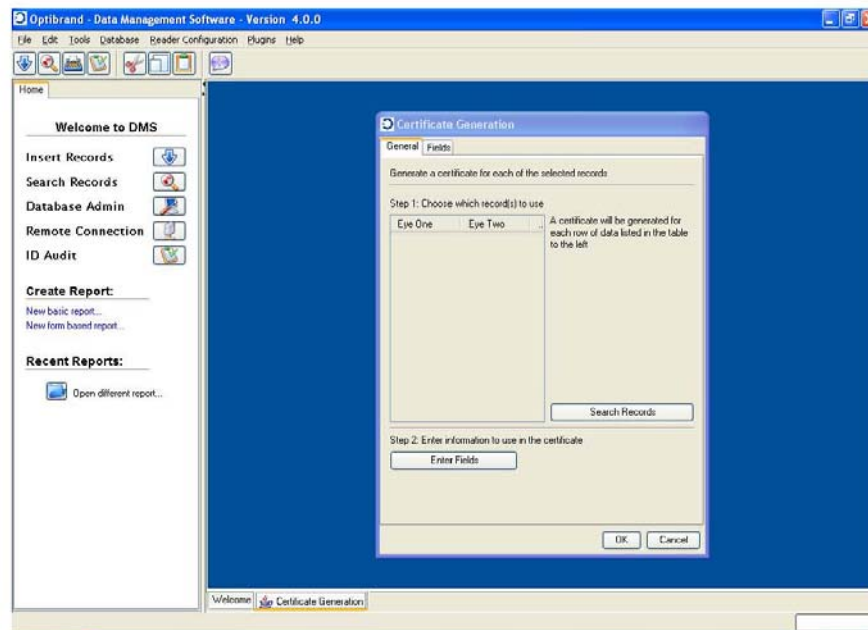 Optibrand - Data Management Software - Version 4.0.0
File Edit Tools Database Reader Configuration Plugins Help
Home
Welcome to DMS
Insert Records
Search Records
Database Admin
Remote Connection
ID Audit
Create Report:
New basic report...
New form based report...
Recent Reports:
Open different report...
Certificate Generation
General Fields
Generate a certificate for each of the selected records
Step 1: Choose which record(s) to use
Eye One Eye Two ..
A certificate will be generated for
each row of data listed in the table
to the left
Search Records
Step 2: Enter information to use in the certificate
Enter Fields
OK Cancel
Welcome Certificate Generation